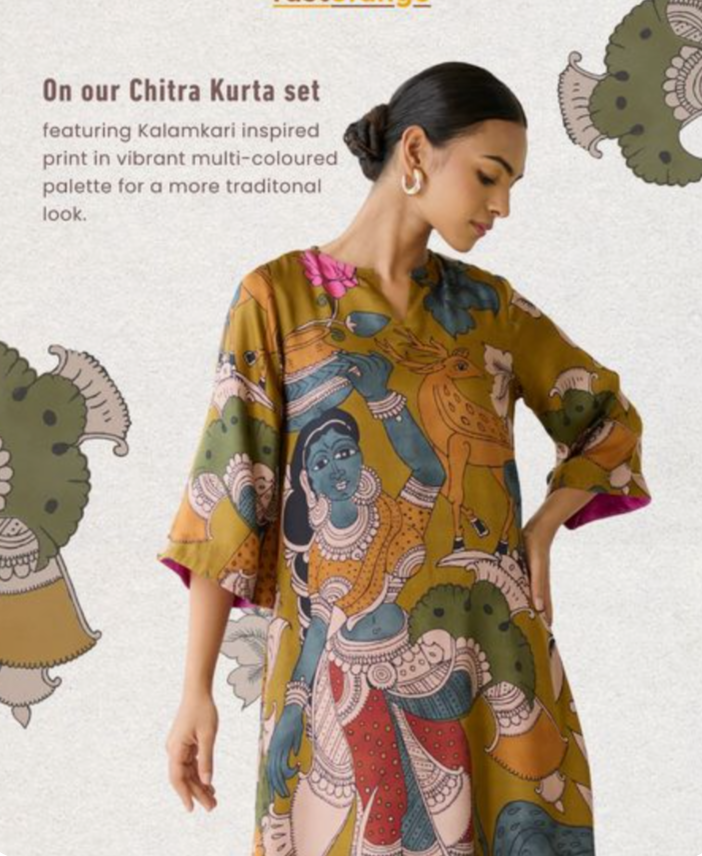 On our Chitra Kurta set
featuring Kalamkari inspired
print in vibrant multi-coloured
palette for a more traditonal
look.